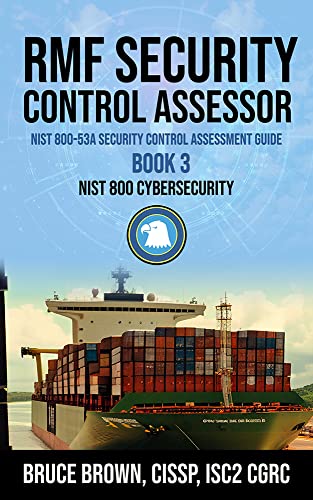 RMF SECURITY
CONTROL ASSESSOR
NIST 800-53A SECURITY CONTROL ASSESSMENT GUIDE
BOOK 3
NIST 800 CYBERSECURITY
BRUCE BROWN, CISSP, ISC2 CGRC